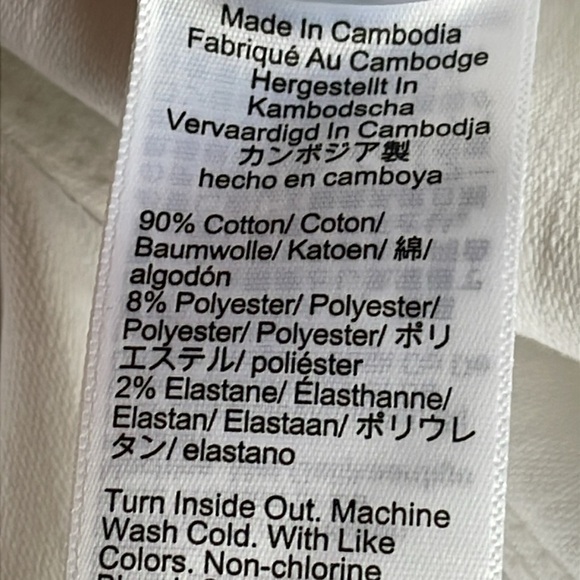 Made In Cambodia
Fabriqué Au Cambodge
Hergestellt In
Kambodscha
Vervaardigd In Cambodja
カンボジア製
hecho en camboya
90% Cotton/ Coton/
Baumwolle/ Katoen/ 綿/
algodón
8% Polyester/ Polyester/
Polyester/ Polyester/ ポリ
エステル/ poliéster
2% Elastane/ Élasthanne/
Elastan/ Elastaan/ ポリウレ
タン/ elastano
Turn Inside Out. Machine
Wash Cold. With Like
Colors. Non-chlorine